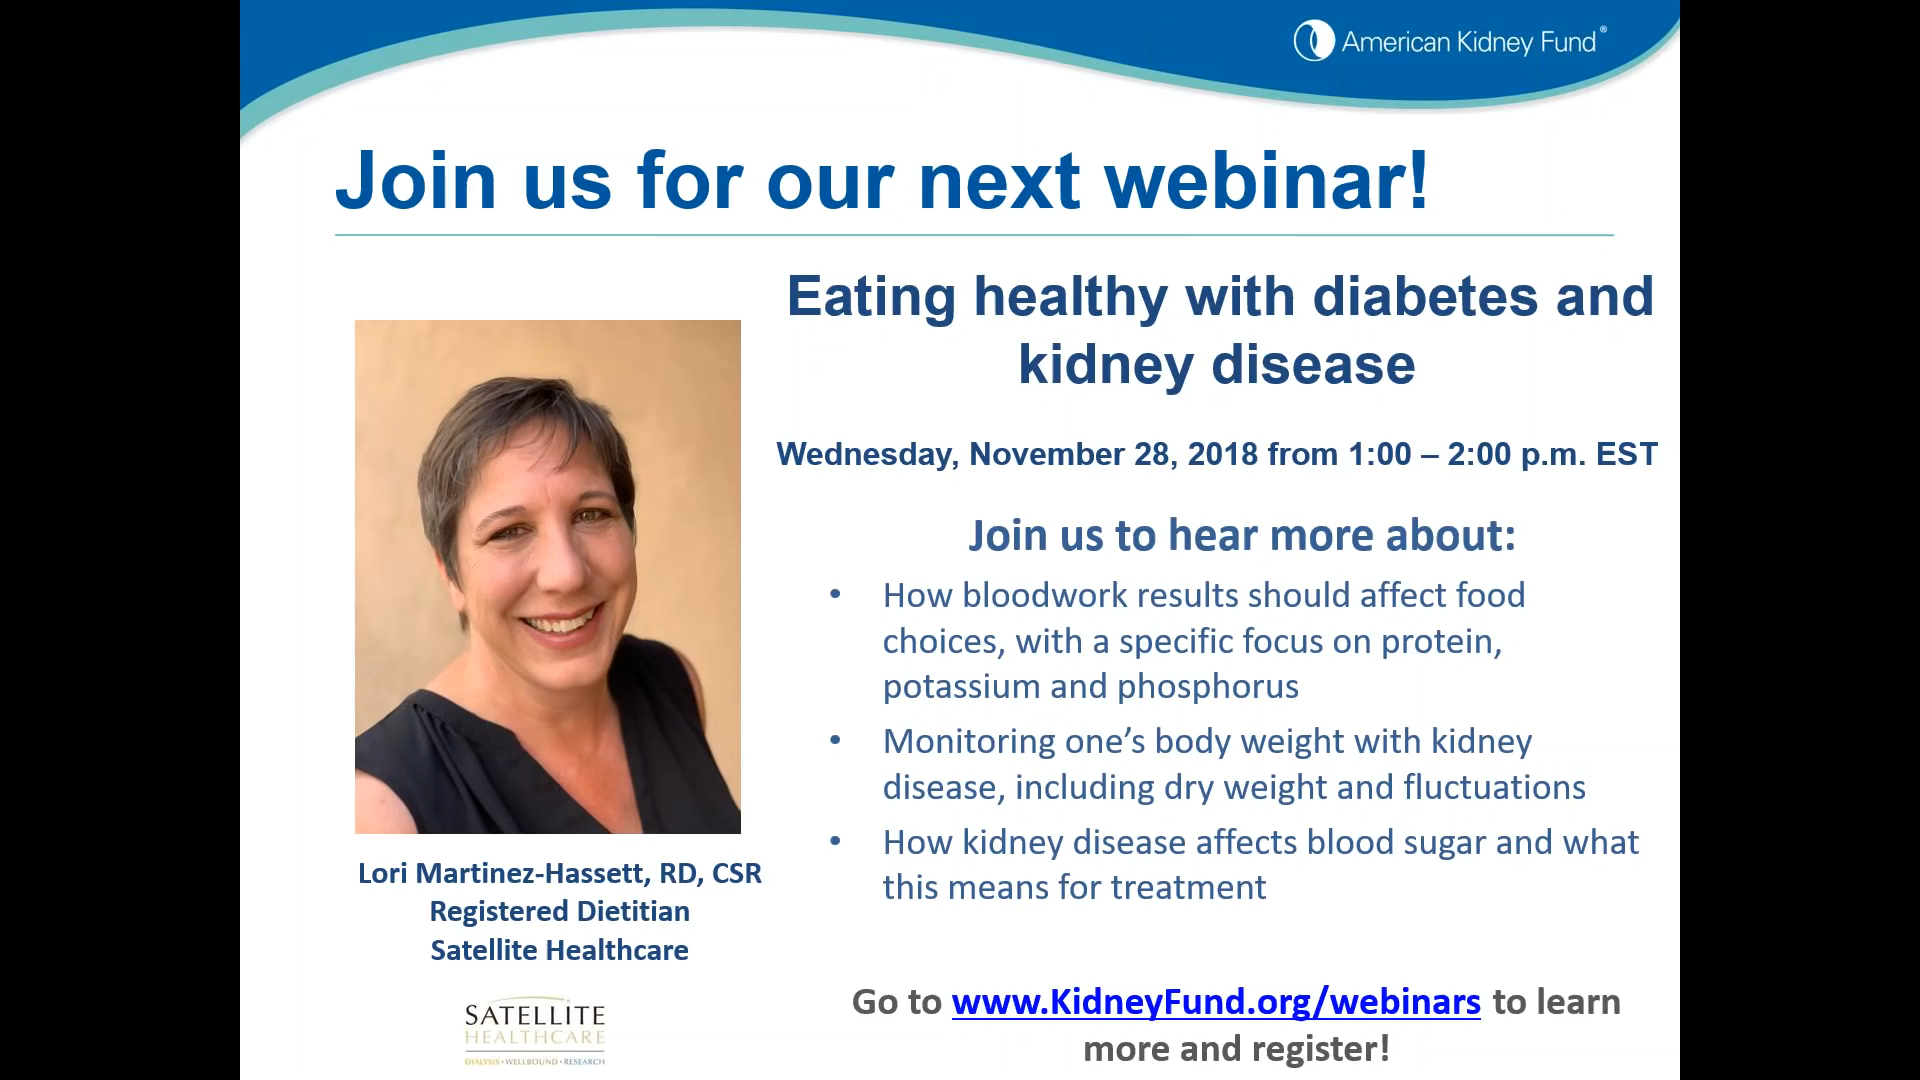 American Kidney Fund®
Join us for our next webinar!
Eating healthy with diabetes and
kidney disease
Wednesday, November 28, 2018 from 1:00 – 2:00 p.m. EST
Join us to hear more about:
• How bloodwork results should affect food
choices, with a specific focus on protein,
potassium and phosphorus
• Monitoring one’s body weight with kidney
disease, including dry weight and fluctuations
• How kidney disease affects blood sugar and what
this means for treatment
Lori Martinez-Hassett, RD, CSR
Registered Dietitian
Satellite Healthcare
SATELLITE
HEALTHCARE
DIALYSIS • WELLBOUND • RESEARCH
Go to www.KidneyFund.org/webinars to learn
more and register!